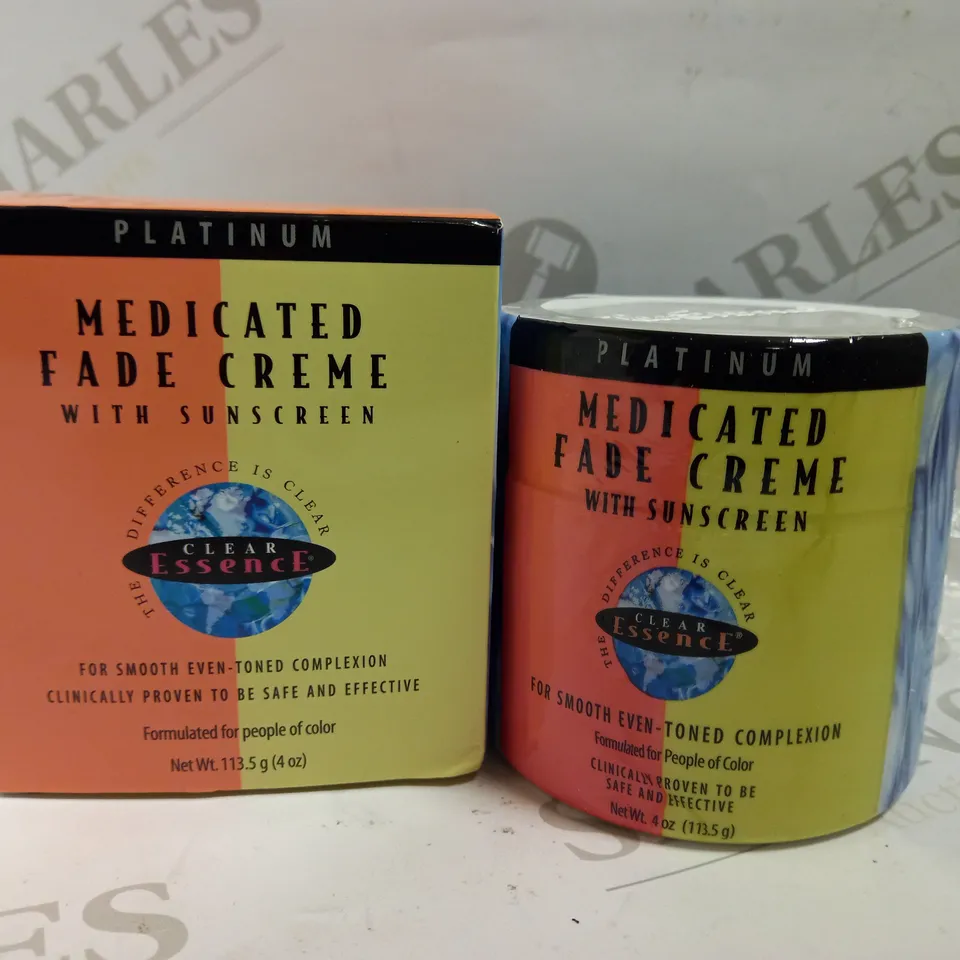 PLATINUM
MEDICATED
FADE CREME
WITH SUNSCREEN
THE DIFFERENCE IS CLEAR
CLEAR
EssencE®
FOR SMOOTH EVEN-TONED COMPLEXION
CLINICALLY PROVEN TO BE SAFE AND EFFECTIVE
Formulated for people of color
Net Wt. 113.5 g (4 oz)
PLATINUM
MEDICATED
FADE CREME
WITH SUNSCREEN
THE DIFFERENCE IS CLEAR
CLEAR
EssencE®
FOR SMOOTH EVEN-TONED COMPLEXION
Formulated for People of Color
CLINICALLY PROVEN TO BE
SAFE AND EFFECTIVE
Net Wt. 4 oz (113.5 g)